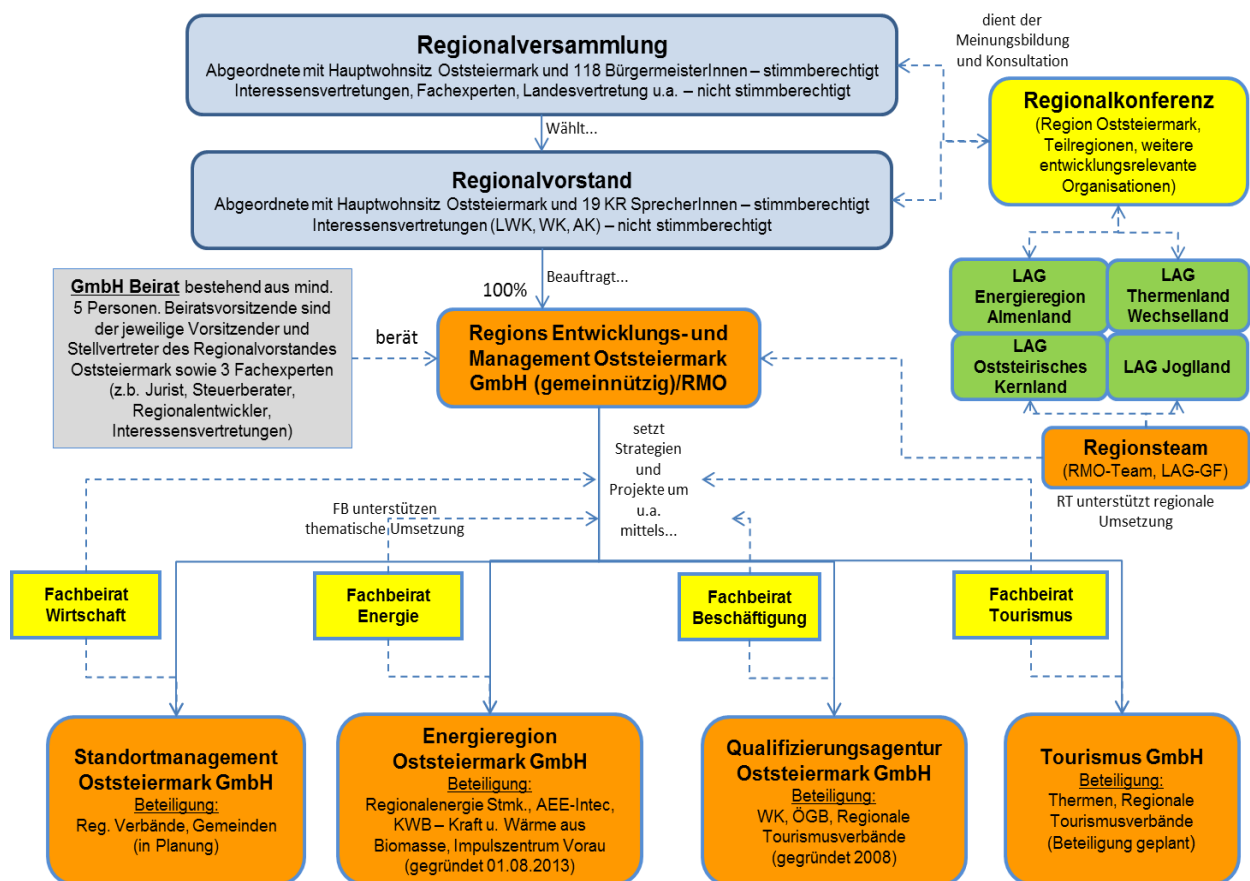 Regionalversammlung
Abgeordnete mit Hauptwohnsitz Oststeiermark und 118 BürgermeisterInnen – stimmberechtigt
Interessensvertretungen, Fachexperten, Landesvertretung u.a. – nicht stimmberechtigt
dient der
Meinungsbildung
und Konsultation
Wählt...
Regionalkonferenz
(Region Oststeiermark,
Teilregionen, weitere
entwicklungsrelevante
Organisationen)
Regionalvorstand
Abgeordnete mit Hauptwohnsitz Oststeiermark und 19 KR SprecherInnen – stimmberechtigt
Interessensvertretungen (LWK, WK, AK) – nicht stimmberechtigt
Beauftragt...
100%
GmbH Beirat bestehend aus mind.
5 Personen. Beiratsvorsitzende sind
der jeweilige Vorsitzender und
Stellvertreter des Regionalvorstandes
Oststeiermark sowie 3 Fachexperten
(z.b. Jurist, Steuerberater,
Regionalentwickler,
Interessensvertretungen)
berät
Regions Entwicklungs- und
Management Oststeiermark
GmbH (gemeinnützig)/RMO
LAG
Energieregion
Almenland
LAG
Thermenland
Wechselland
LAG
Oststeirisches
Kernland
LAG Joglland
Regionsteam
(RMO-Team, LAG-GF)
RT unterstützt regionale
Umsetzung
setzt
Strategien
und
Projekte um
u.a.
mittels...
FB unterstützen
thematische Umsetzung
Fachbeirat
Wirtschaft
Fachbeirat
Energie
Fachbeirat
Beschäftigung
Fachbeirat
Tourismus
Standortmanagement
Oststeiermark GmbH
Beteiligung:
Reg. Verbände, Gemeinden
(in Planung)
Energieregion
Oststeiermark GmbH
Beteiligung:
Regionalenergie Stmk., AEE-Intec,
KWB – Kraft u. Wärme aus
Biomasse, Impulszentrum Vorau
(gegründet 01.08.2013)
Qualifizierungsagentur
Oststeiermark GmbH
Beteiligung:
WK, ÖGB, Regionale
Tourismusverbände
(gegründet 2008)
Tourismus GmbH
Beteiligung:
Thermen, Regionale
Tourismusverbände
(Beteiligung geplant)